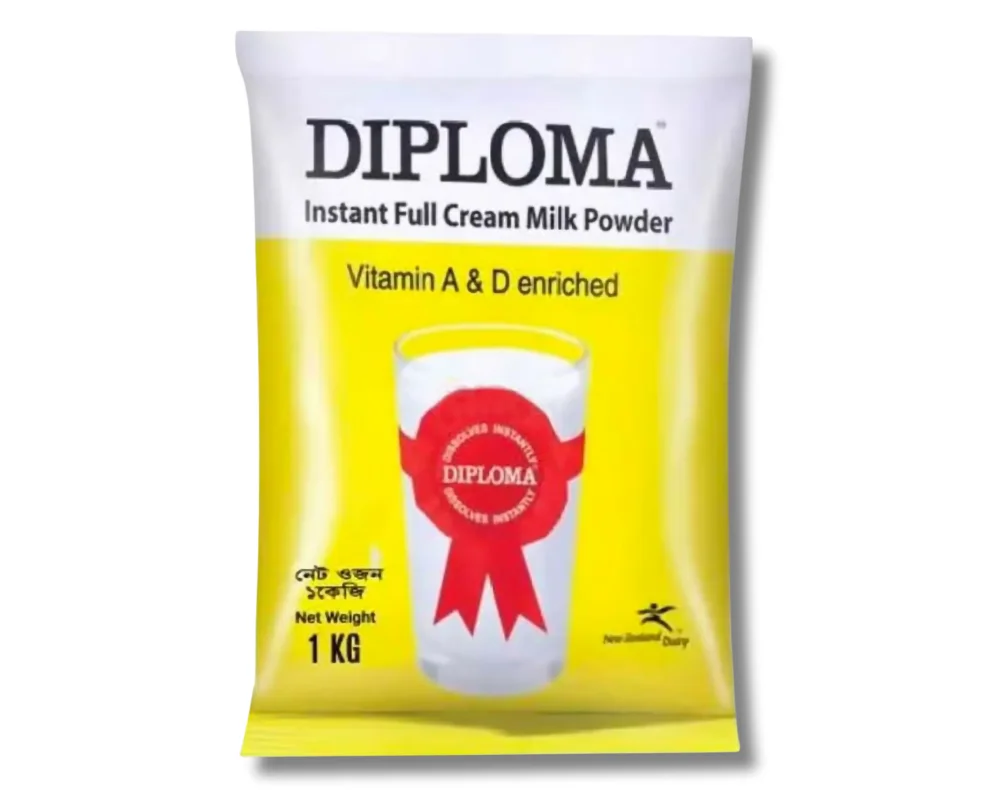 DIPLOMA™
Instant Full Cream Milk Powder
Vitamin A & D enriched
DISSOLVES INSTANTLY
DIPLOMA
DISSOLVES INSTANTLY
নেট ওজন
১কেজি
Net Weight
1 KG
New Zealand Dairy